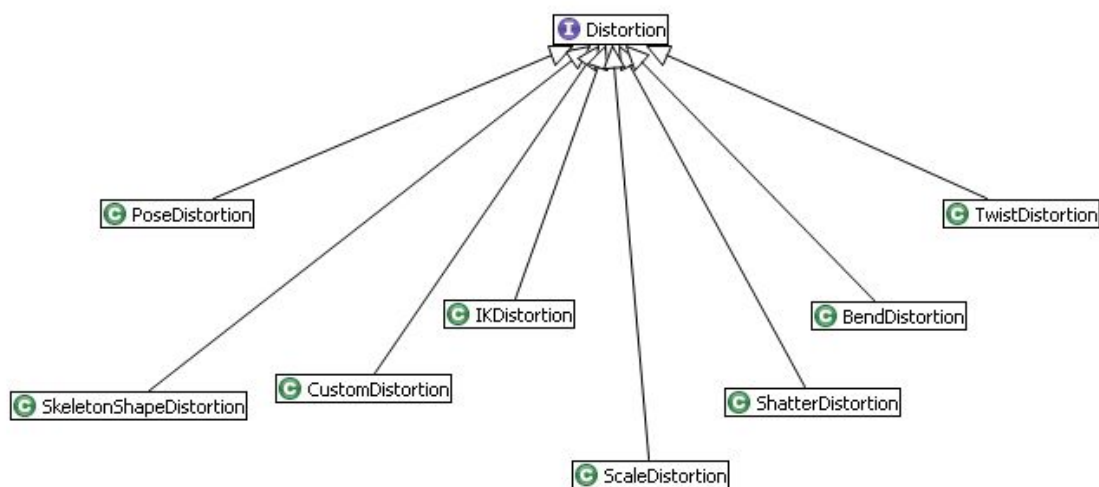 I Distortion
C PoseDistortion
C TwistDistortion
C IKDistortion
C BendDistortion
C CustomDistortion
C SkeletonShapeDistortion
C ShatterDistortion
C ScaleDistortion